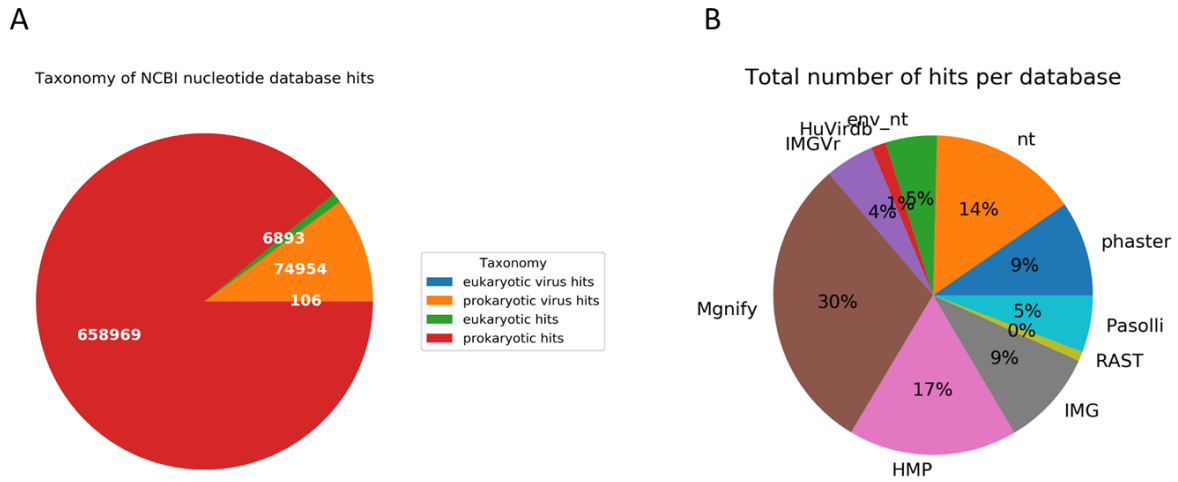 A
B
Taxonomy of NCBI nucleotide database hits
6893
74954
106
658969
Taxonomy
eukaryotic virus hits
prokaryotic virus hits
eukaryotic hits
prokaryotic hits
Total number of hits per database
env_nt
HuVirdb
IMGVr
nt
phaster
Mgnify
Pasolli
RAST
IMG
HMP
5%
1%
4%
14%
9%
30%
5%
0%
9%
17%